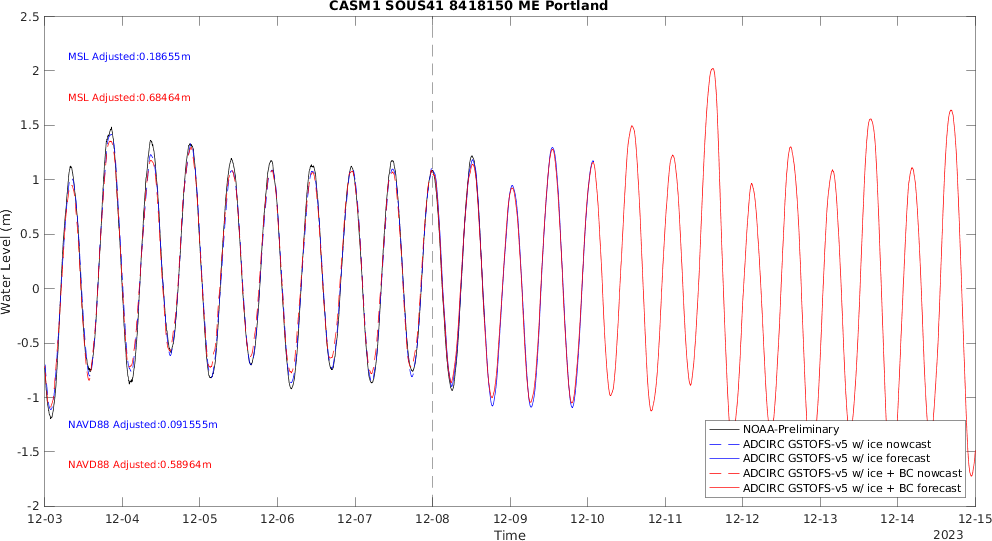 CASM1 SOUS41 8418150 ME Portland
2.5
2
1.5
1
0.5
0
-0.5
-1
-1.5
-2
Water Level (m)
MSL Adjusted:0.18655m
MSL Adjusted:0.68464m
NAVD88 Adjusted:0.091555m
NAVD88 Adjusted:0.58964m
NOAA-Preliminary
ADCIRC GSTOFS-v5 w/ ice nowcast
ADCIRC GSTOFS-v5 w/ ice forecast
ADCIRC GSTOFS-v5 w/ ice + BC nowcast
ADCIRC GSTOFS-v5 w/ ice + BC forecast
12-03 12-04 12-05 12-06 12-07 12-08 12-09 12-10 12-11 12-12 12-13 12-14 12-15
Time
2023